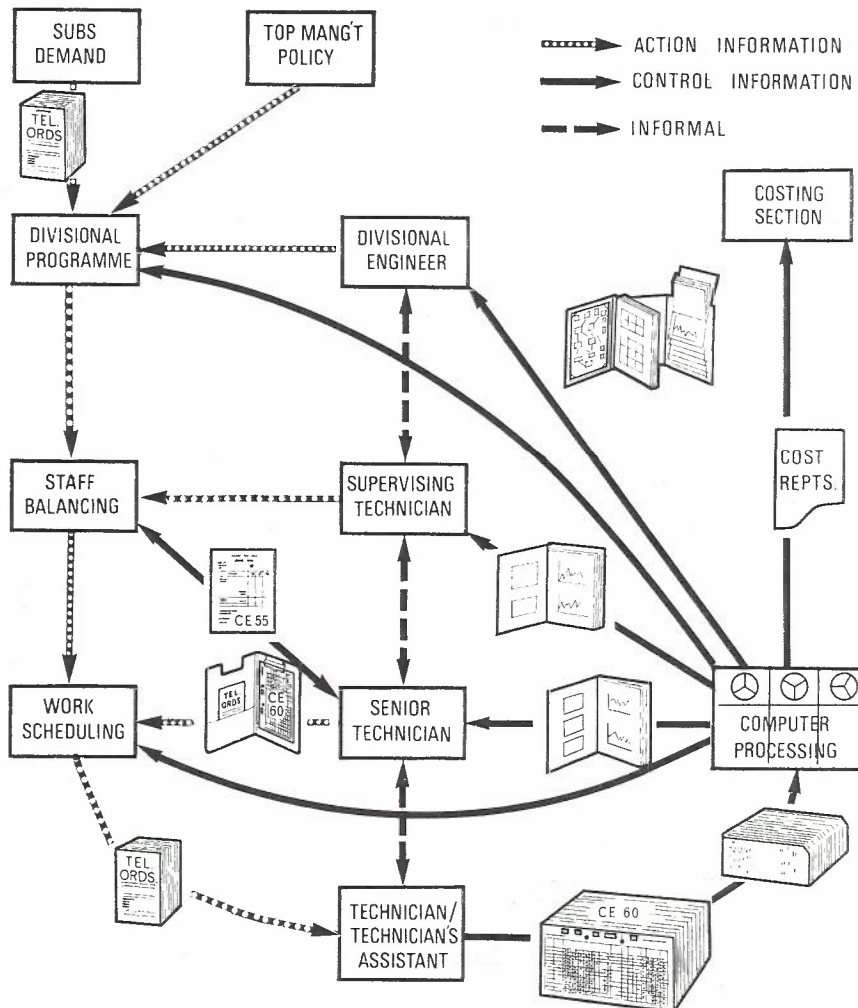 SUBS
DEMAND
TOP MANG'T
POLICY
ACTION INFORMATION
CONTROL INFORMATION
INFORMAL
TEL.
ORDS
DIVISIONAL
PROGRAMME
DIVISIONAL
ENGINEER
COSTING
SECTION
STAFF
BALANCING
SUPERVISING
TECHNICIAN
COST
REPTS.
CE 55
WORK
SCHEDULING
TEL
ORDS
CE
60
SENIOR
TECHNICIAN
COMPUTER
PROCESSING
TEL
ORDS
TECHNICIAN/
TECHNICIAN'S
ASSISTANT
CE 60